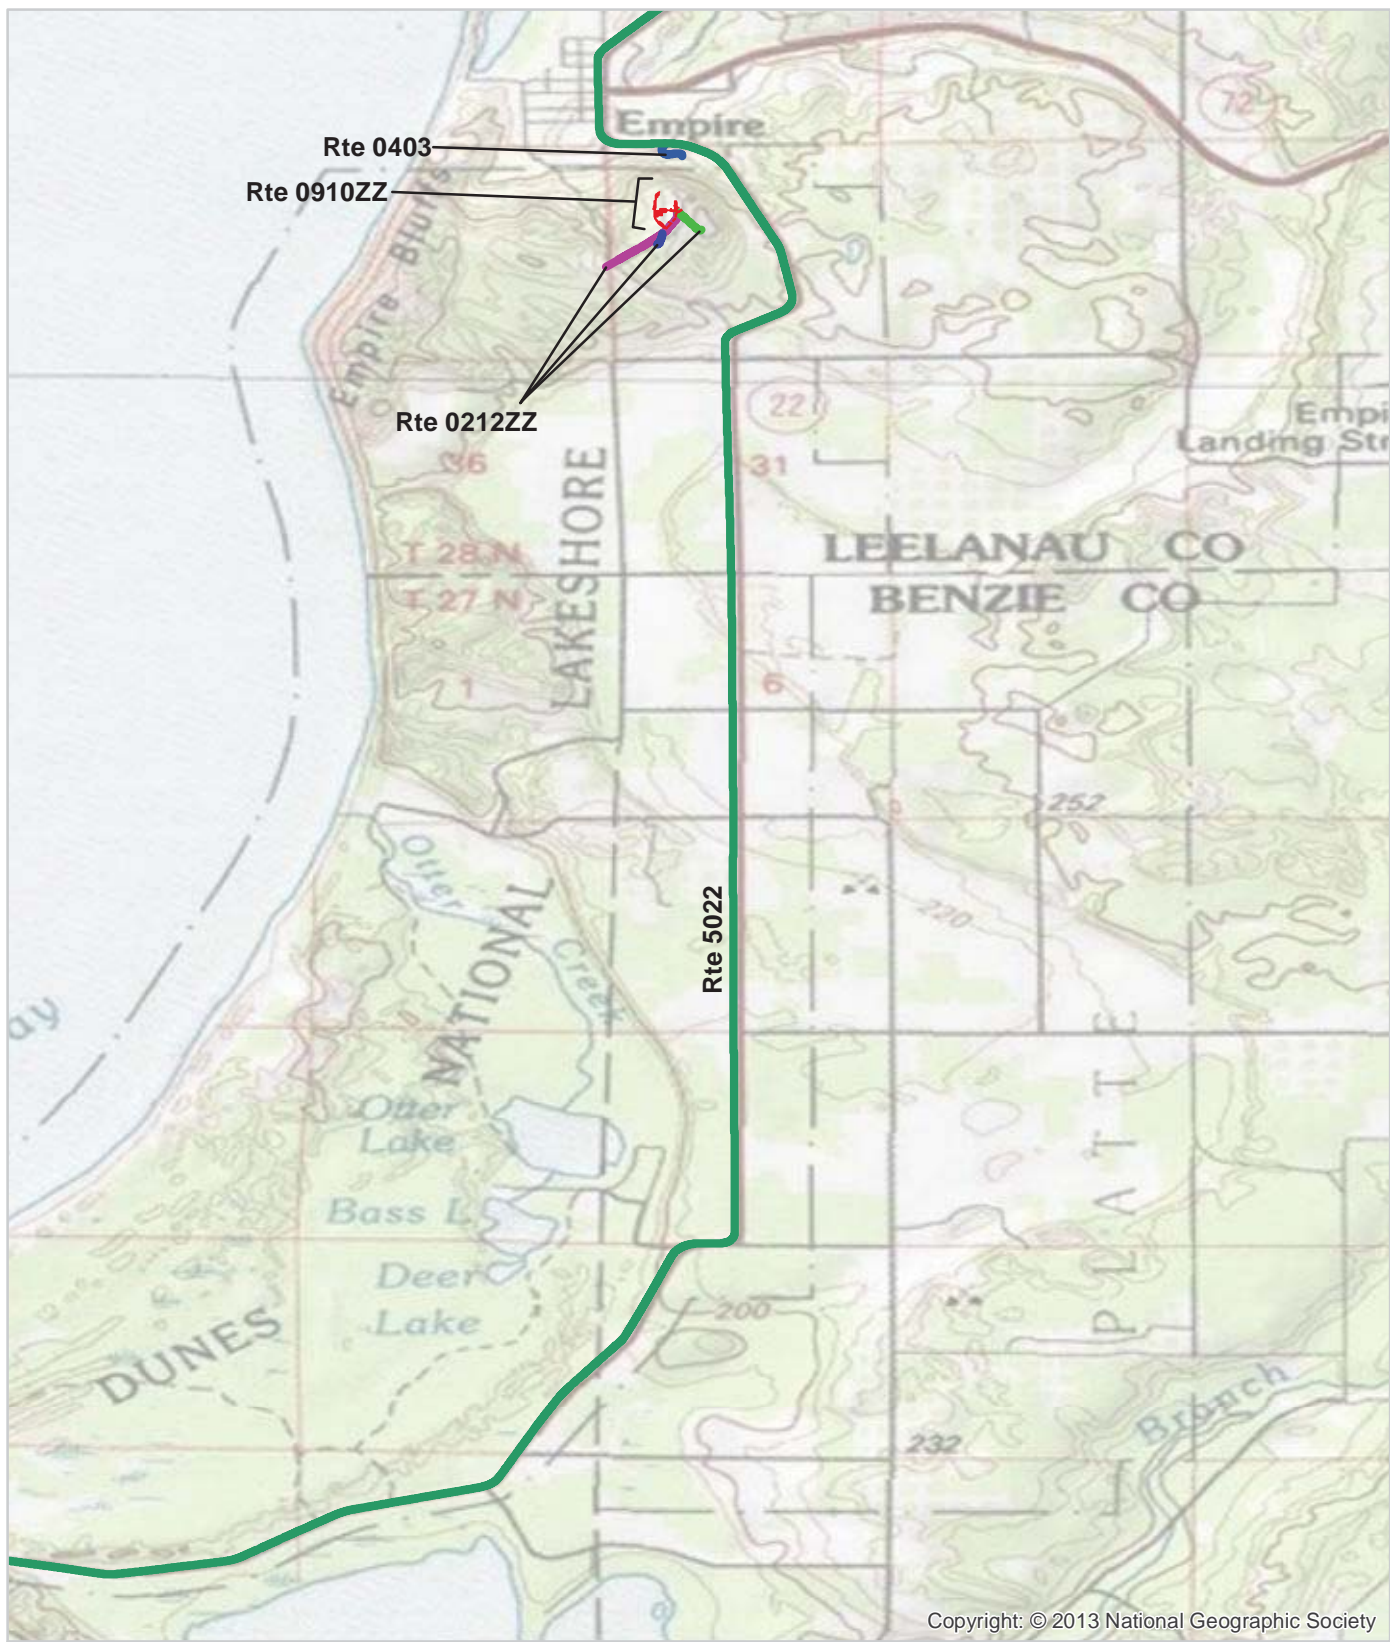 72
Empire
Rte 0403
Rte 0910ZZ
Empire Bluffs
Rte 0212ZZ
22
Landing
36
31
LAKESHORE
LEELANAU CO
T 28 N
BENZIE CO
T 27 N
1
6
252
Otter
Creek
NATIONAL
220
Rte 5022
ay
Otter
Lake
PLATTE
Bass L
Deer
Lake
200
DUNES
Branch
232
Copyright: © 2013 National Geographic Society